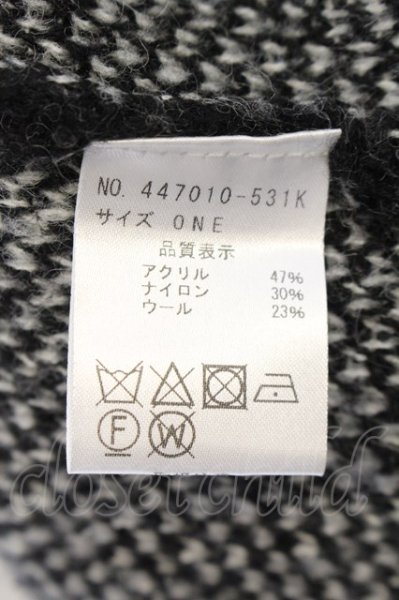 NO. 447010-531K
サイズ ONE
品質表示
アクリル 47%
ナイロン 30%
ウール 23%
F W
closet child